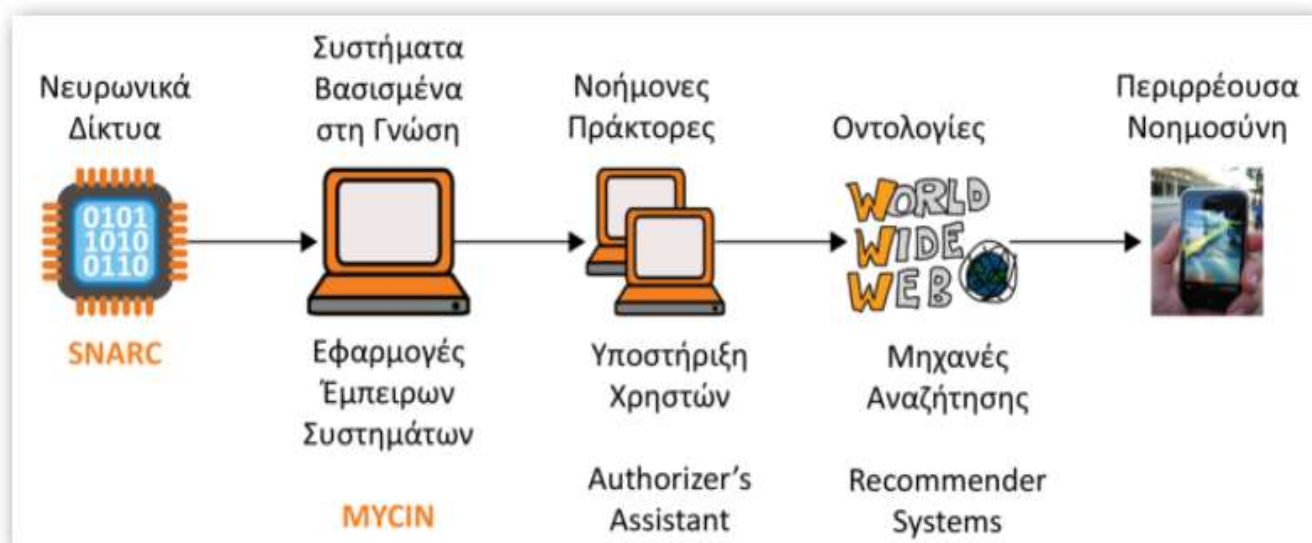 Νευρωνικά
Δίκτυα
0101
1010
0110
SNARC
Συστήματα
Βασισμένα
στη Γνώση
Εφαρμογές
Έμπειρων
Συστημάτων
MYCIN
Νοήμονες
Πράκτορες
Υποστήριξη
Χρηστών
Authorizer's
Assistant
Οντολογίες
WORLD
WIDE
WEB
Μηχανές
Αναζήτησης
Recommender
Systems
Περιρρέουσα
Νοημοσύνη